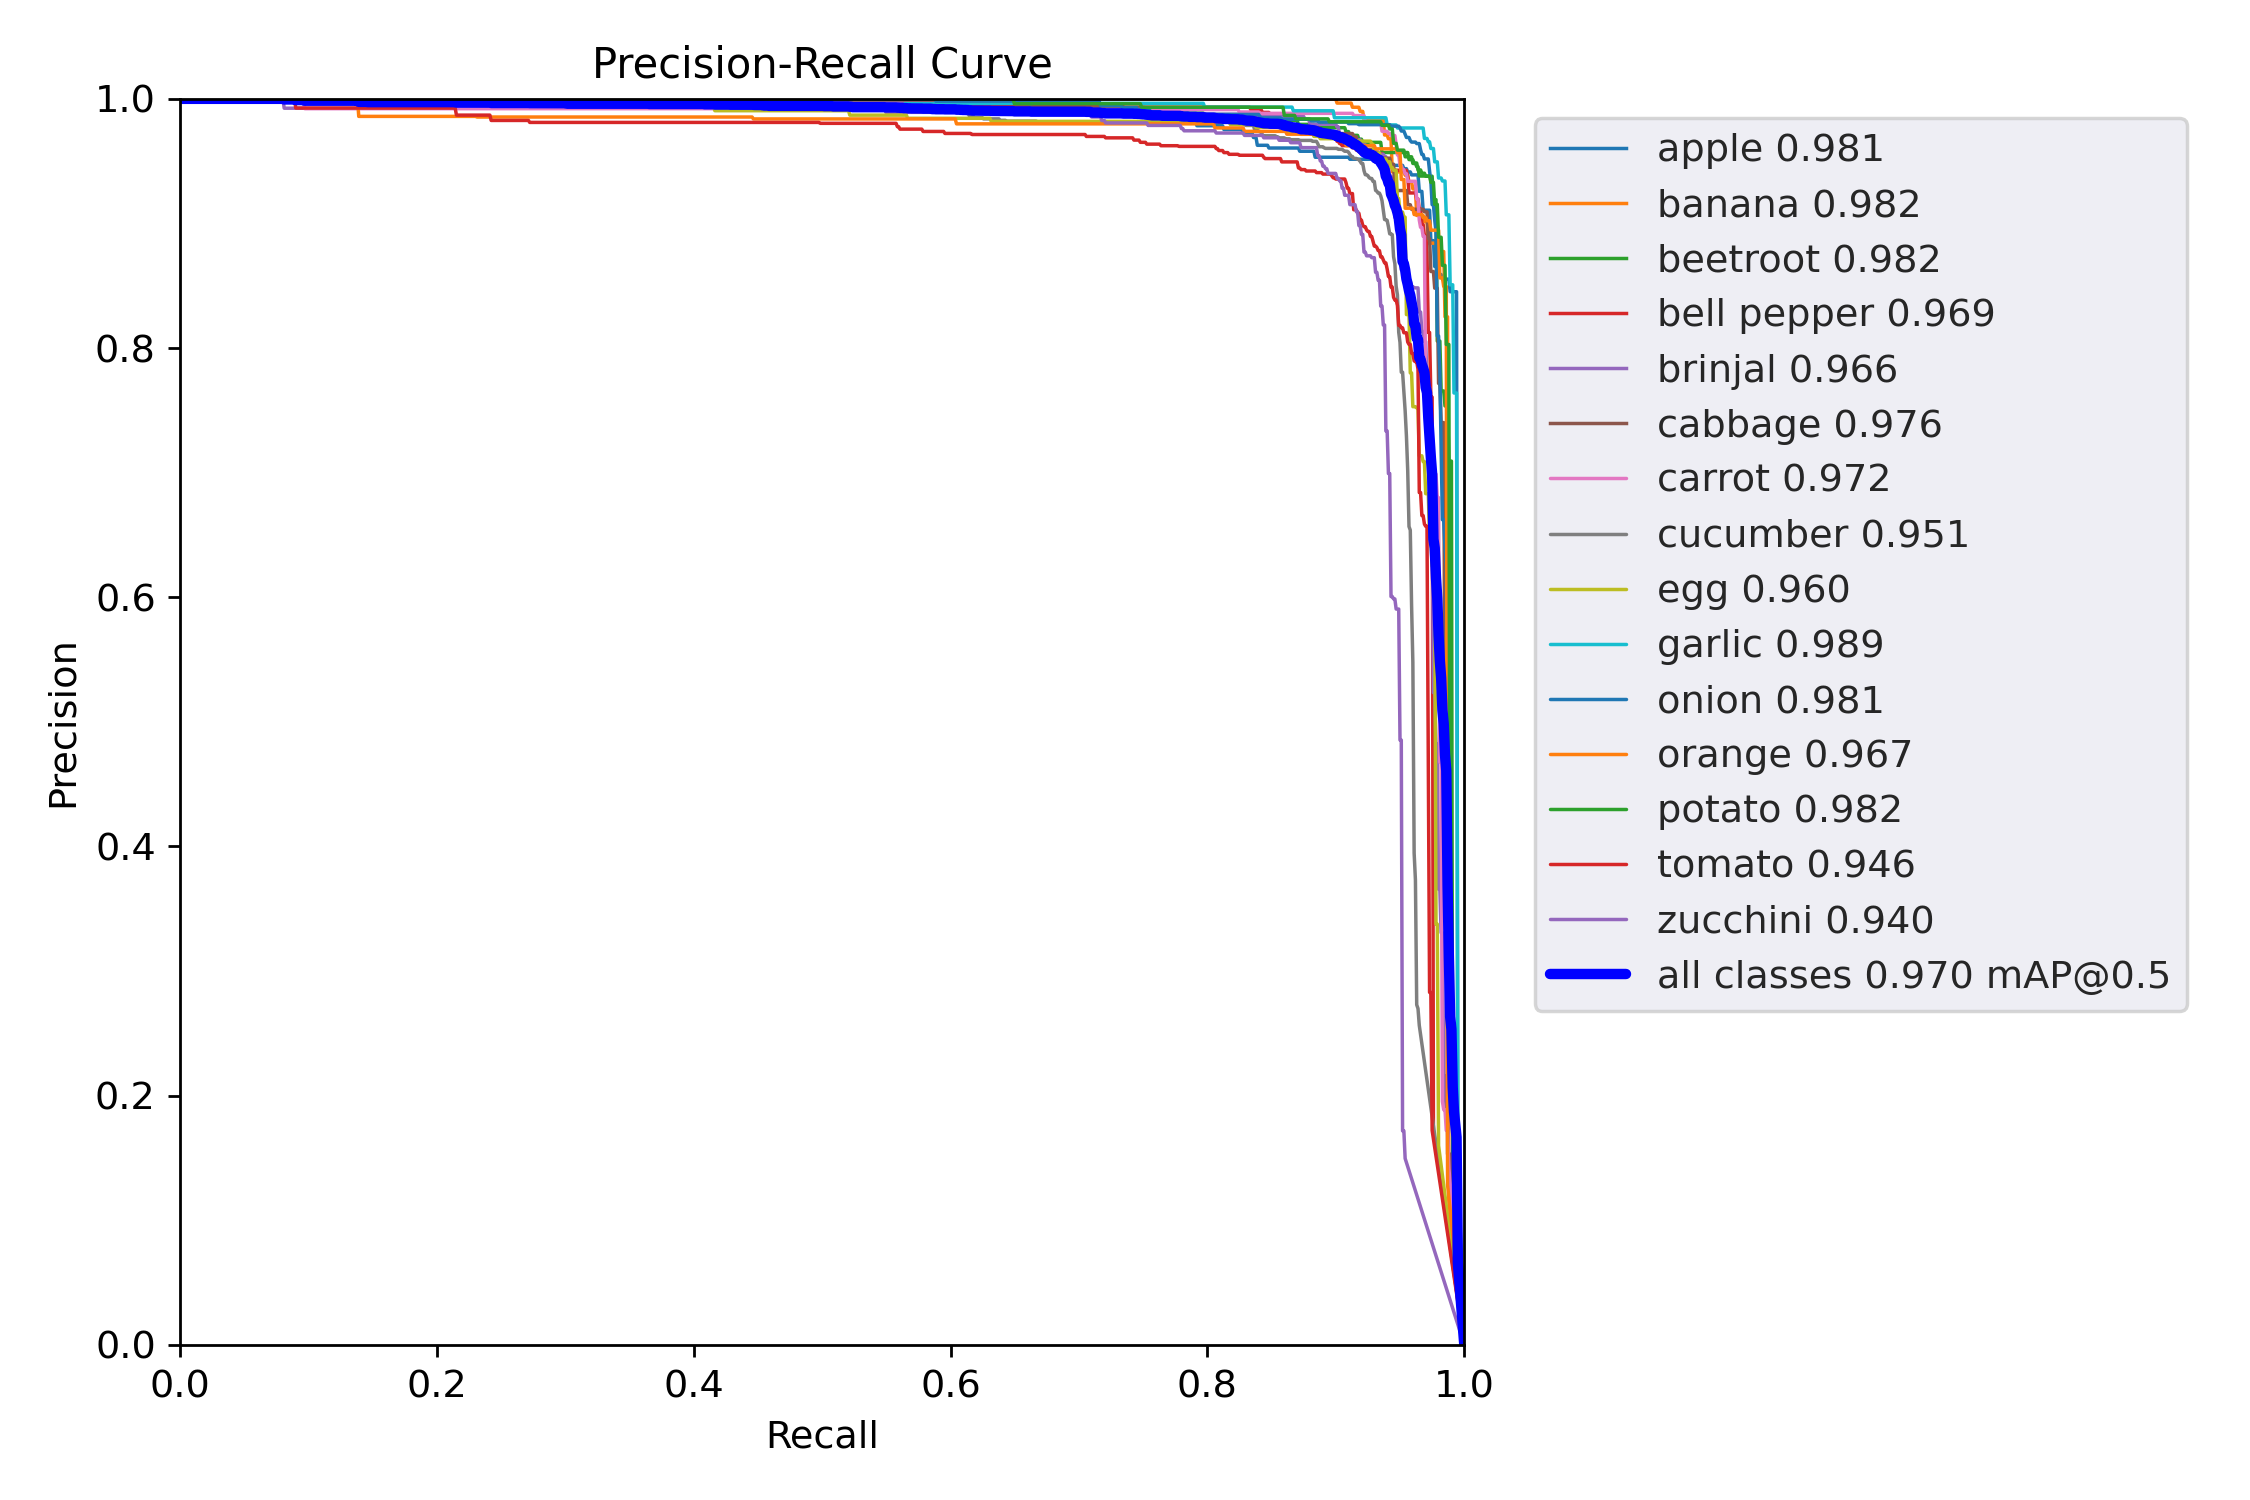 Precision-Recall Curve
1.0
0.8
0.6
0.4
0.2
0.0
Precision
0.0 0.2 0.4 0.6 0.8 1.0
Recall
apple 0.981
banana 0.982
beetroot 0.982
bell pepper 0.969
brinjal 0.966
cabbage 0.976
carrot 0.972
cucumber 0.951
egg 0.960
garlic 0.989
onion 0.981
orange 0.967
potato 0.982
tomato 0.946
zucchini 0.940
all classes 0.970 mAP@0.5